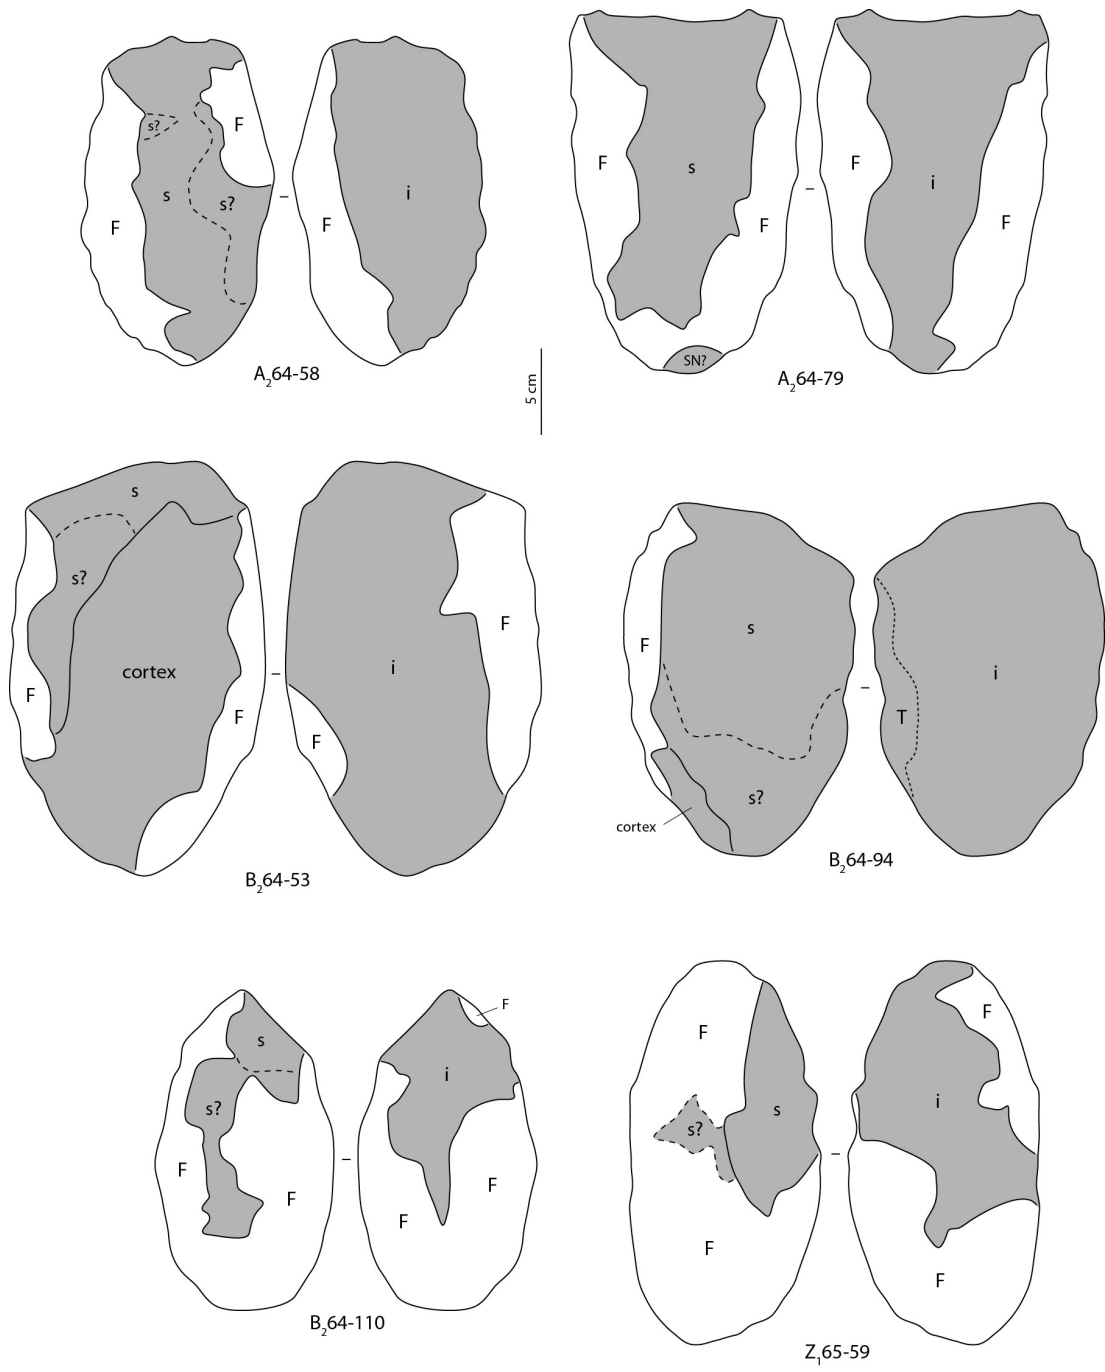 s?
F
s
s?
F
–
F
i
A₂64-58
F
s
F
SN?
–
F
i
F
A₂64-79
5 cm
s
s?
cortex
F
F
–
F
i
F
B₂64-53
F
s
s?
cortex
–
T
i
B₂64-94
s
s?
F
F
–
F
i
F
F
B₂64-110
F
s
s?
F
–
F
i
F
Z₁65-59